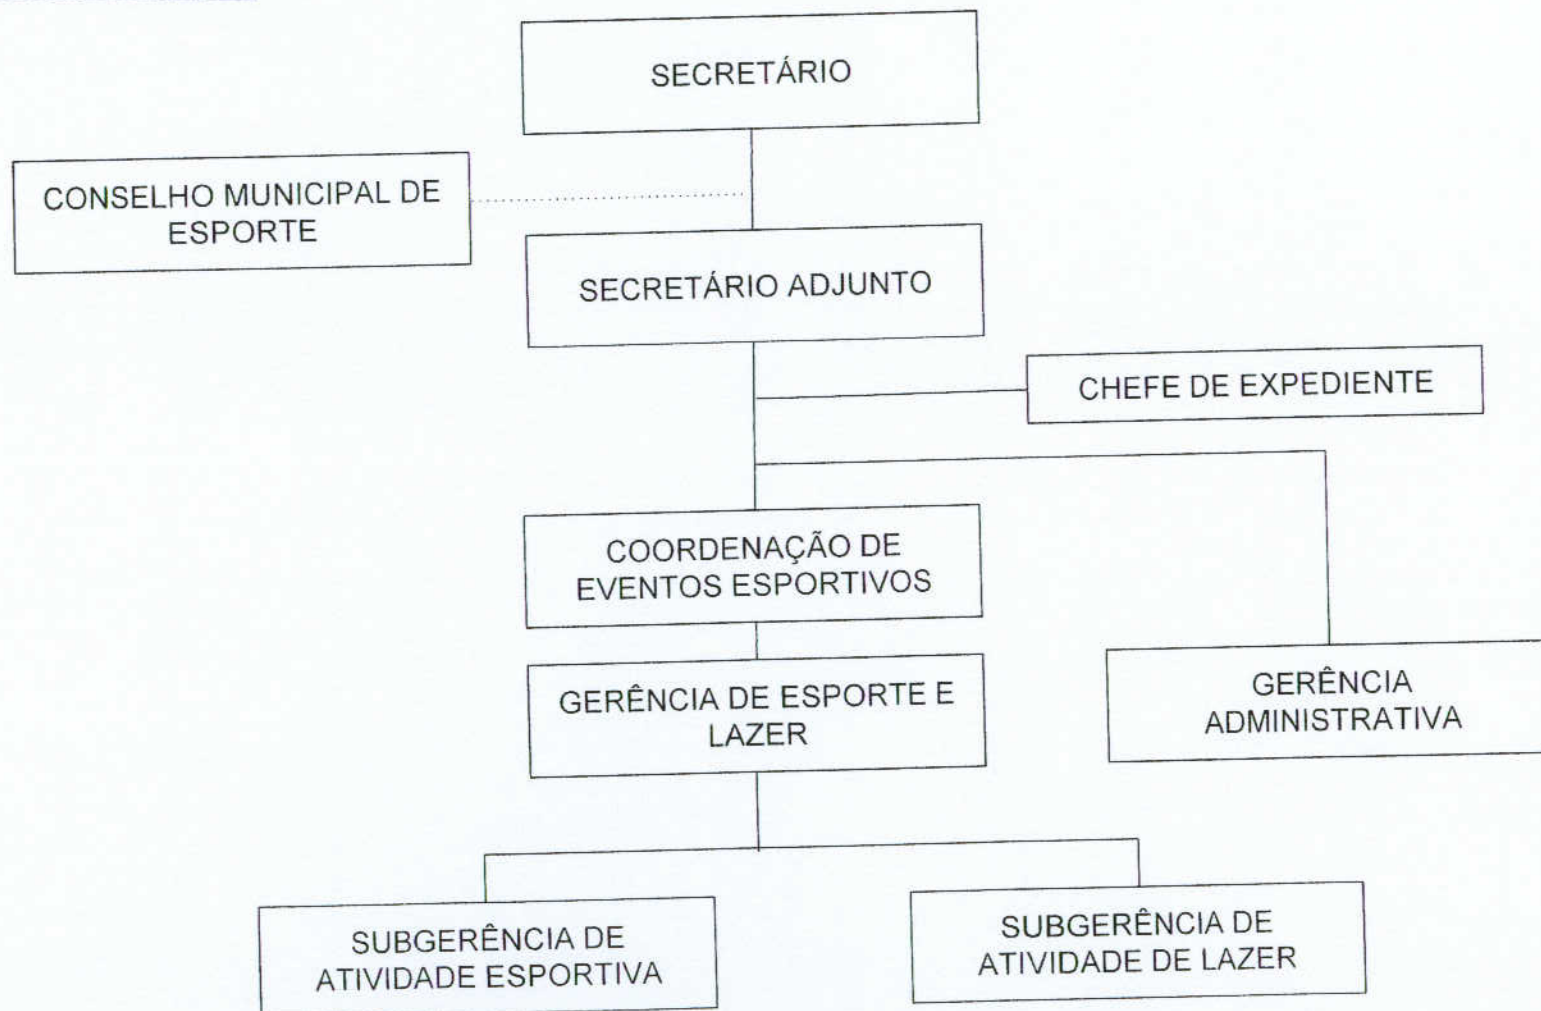 SECRETÁRIO
CONSELHO MUNICIPAL DE
ESPORTE
SECRETÁRIO ADJUNTO
CHEFE DE EXPEDIENTE
COORDENAÇÃO DE
EVENTOS ESPORTIVOS
GERÊNCIA DE ESPORTE E
LAZER
GERÊNCIA
ADMINISTRATIVA
SUBGERÊNCIA DE
ATIVIDADE ESPORTIVA
SUBGERÊNCIA DE
ATIVIDADE DE LAZER